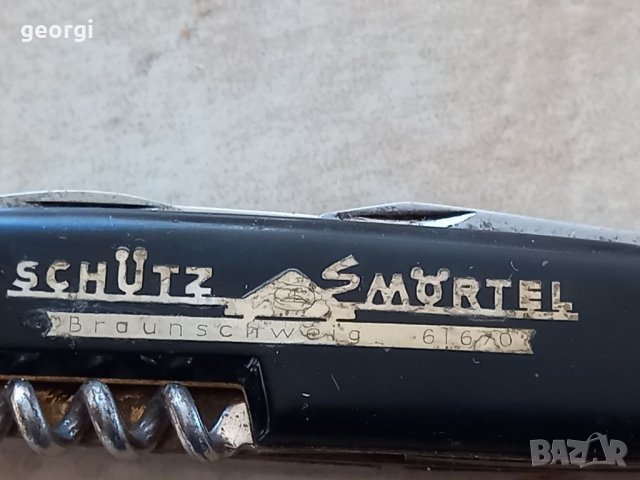 georgi
SCHÜTZ SMÖRTEL
Braunschweig 61670
BAZAR